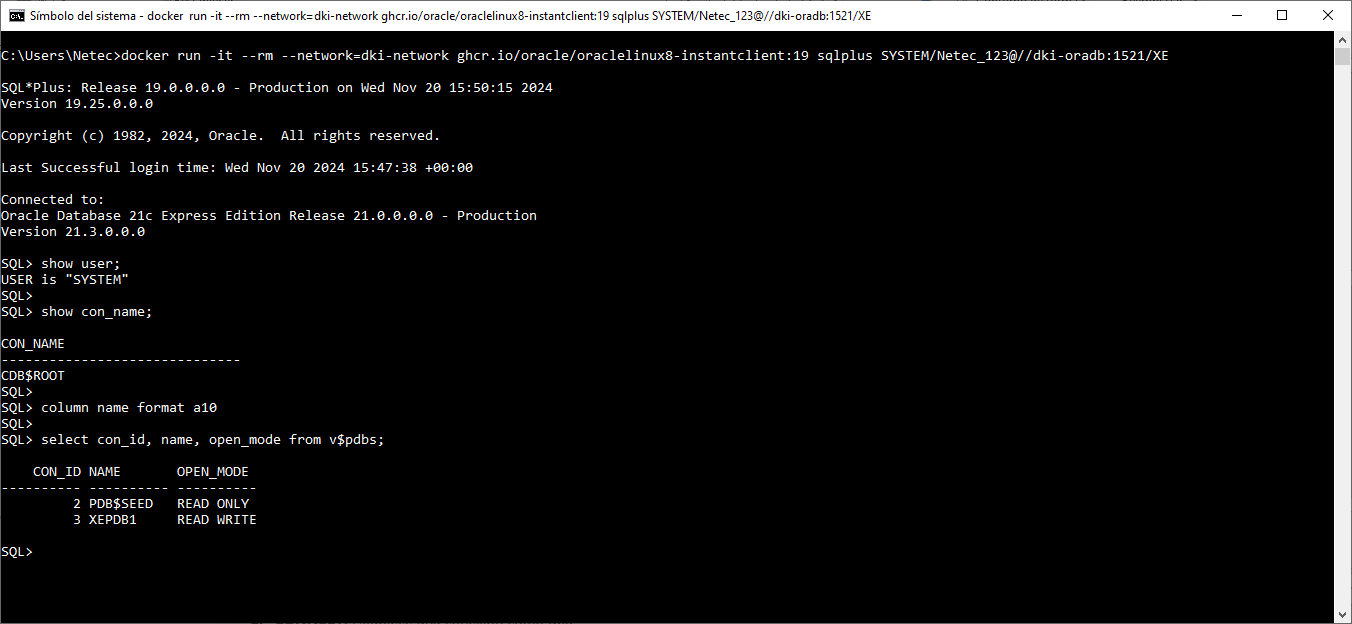 Símbolo del sistema - docker run -it --rm --network=dki-network ghcr.io/oracle/oraclelinux8-instantclient:19 sqlplus SYSTEM/Netec_123@//dki-oradb:1521/XE
C:\Users\Netec>docker run -it --rm --network=dki-network ghcr.io/oracle/oraclelinux8-instantclient:19 sqlplus SYSTEM/Netec_123@//dki-oradb:1521/XE
SQL*Plus: Release 19.0.0.0.0 - Production on Wed Nov 20 15:50:15 2024
Version 19.25.0.0.0
Copyright (c) 1982, 2024, Oracle.  All rights reserved.
Last Successful login time: Wed Nov 20 2024 15:47:38 +00:00
Connected to:
Oracle Database 21c Express Edition Release 21.0.0.0.0 - Production
Version 21.3.0.0.0
SQL> show user;
USER is "SYSTEM"
SQL>
SQL> show con_name;
CON_NAME
------------------------------
CDB$ROOT
SQL>
SQL> column name format a10
SQL>
SQL> select con_id, name, open_mode from v$pdbs;
    CON_ID NAME       OPEN_MODE
---------- ---------- ----------
         2 PDB$SEED   READ ONLY
         3 XEPDB1     READ WRITE
SQL>